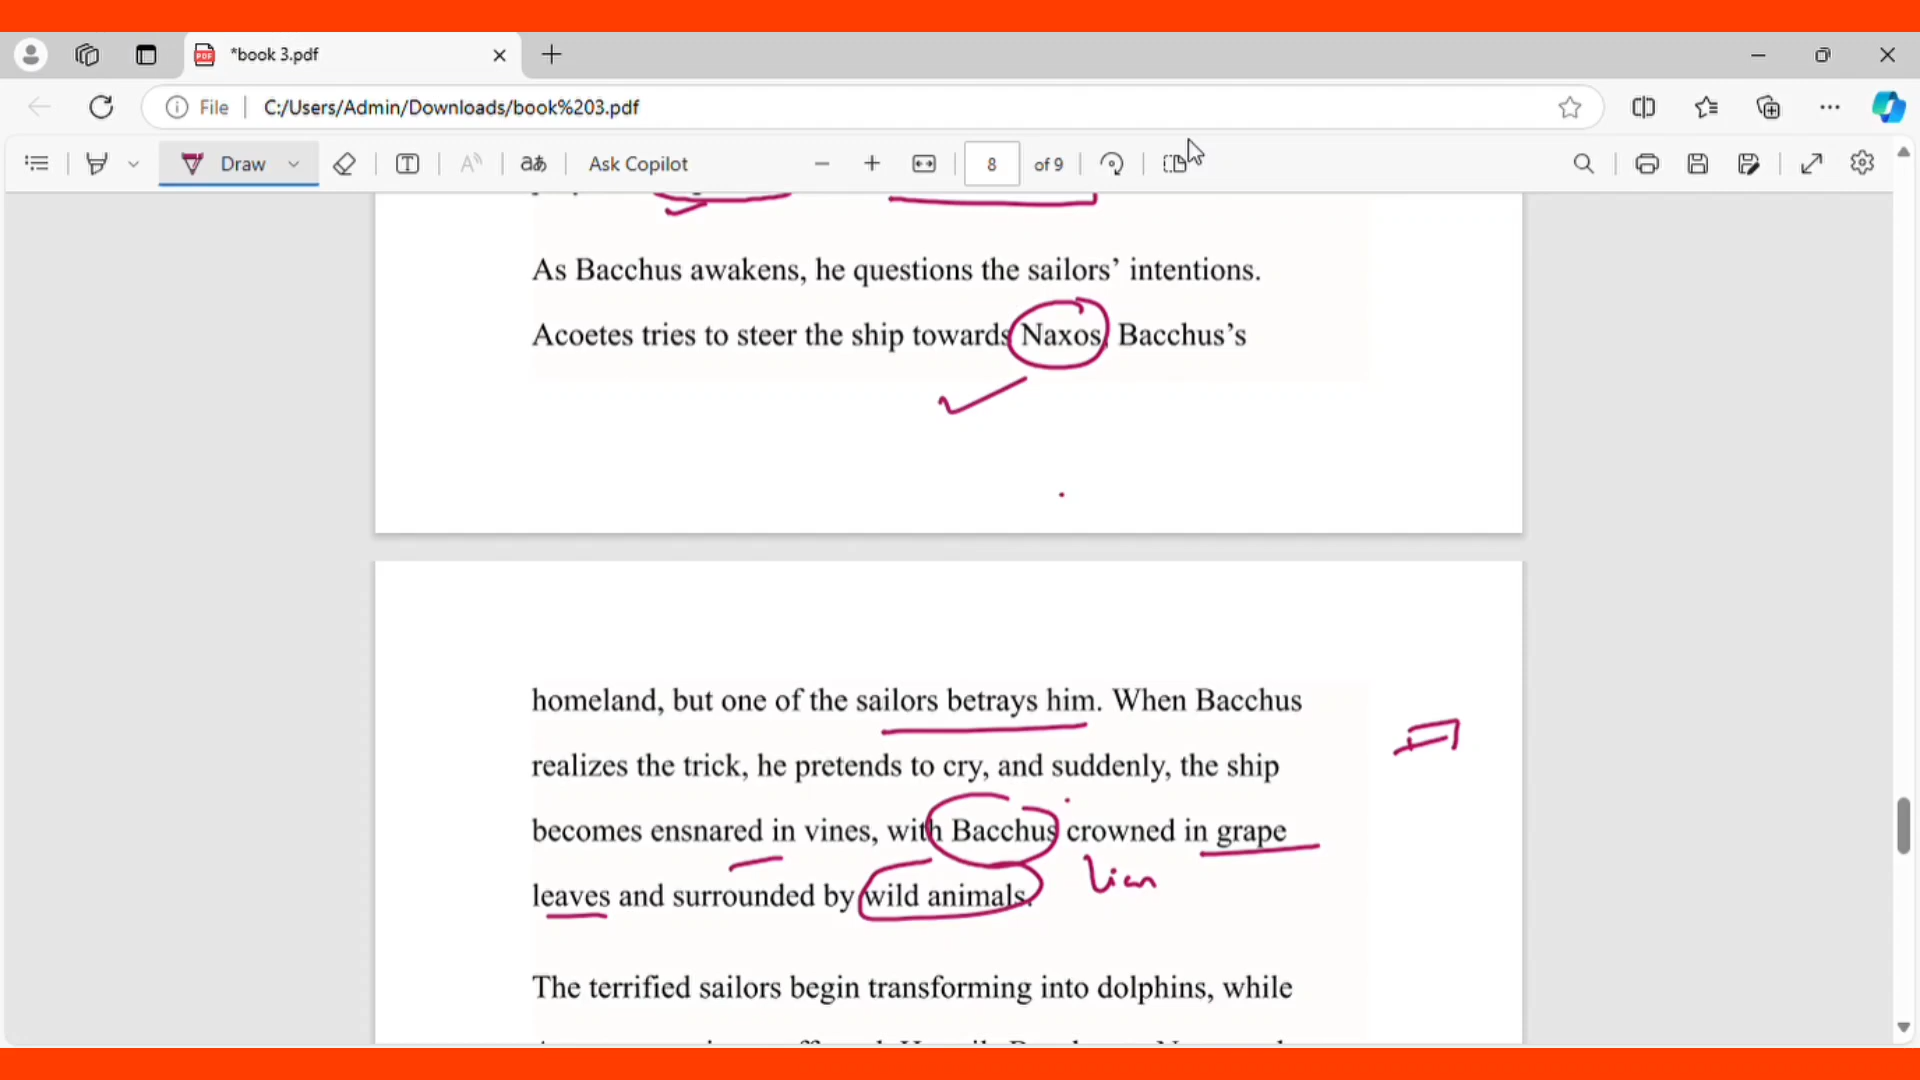 *book 3.pdf
File
C:/Users/Admin/Downloads/book%203.pdf
Draw
Ask Copilot
8
of 9
As Bacchus awakens, he questions the sailors’ intentions.
Acoetes tries to steer the ship towards Naxos, Bacchus’s
homeland, but one of the sailors betrays him. When Bacchus
realizes the trick, he pretends to cry, and suddenly, the ship
becomes ensnared in vines, with Bacchus crowned in grape
leaves and surrounded by wild animals.
The terrified sailors begin transforming into dolphins, while